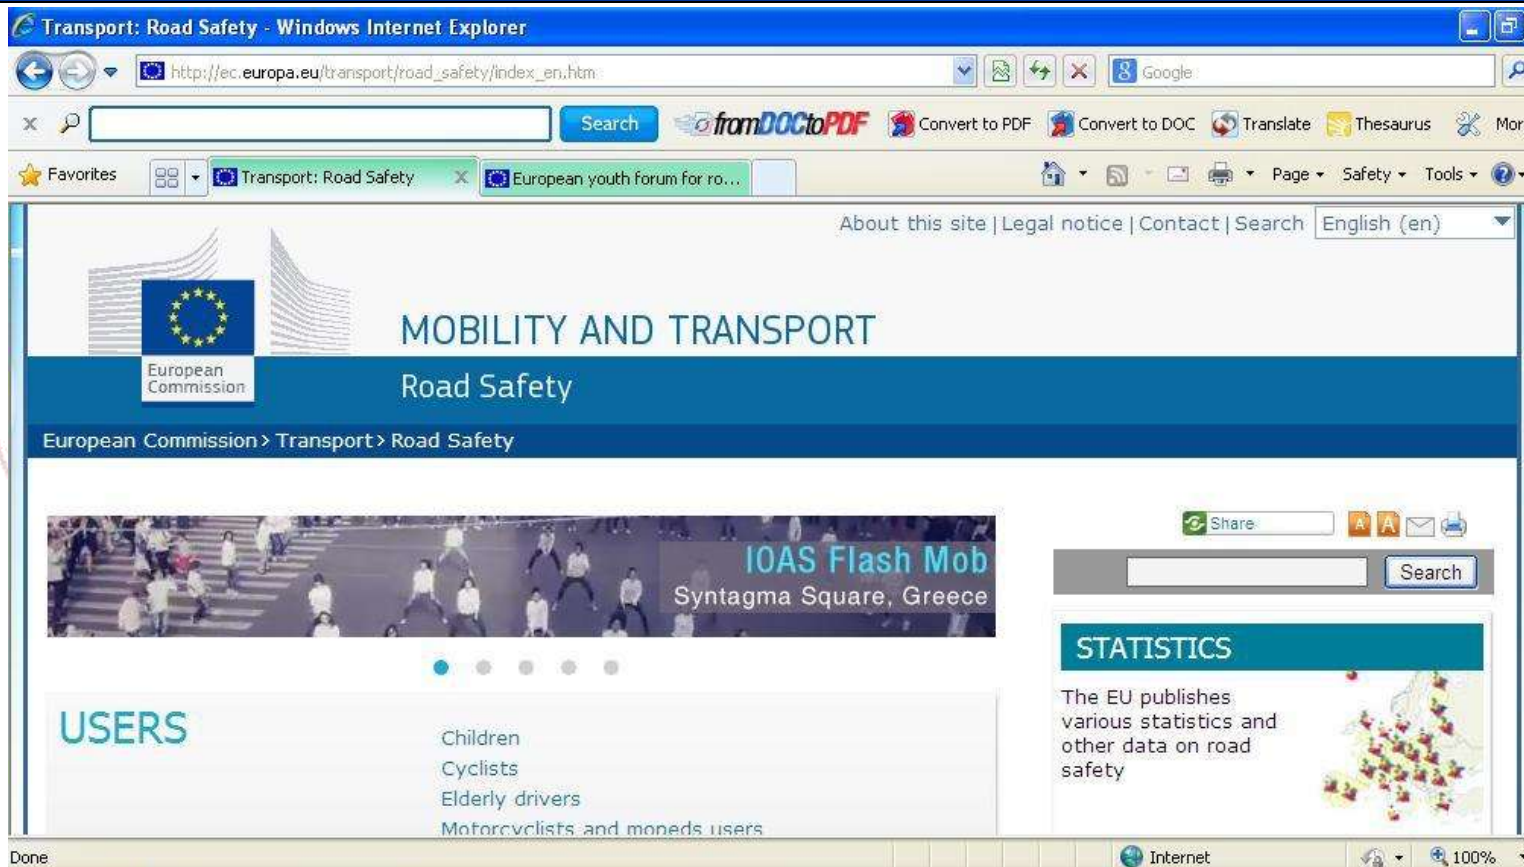 Transport: Road Safety - Windows Internet Explorer
http://ec.europa.eu/transport/road_safety/index_en.htm
Google
Search
fromDOCtoPDF
Convert to PDF
Convert to DOC
Translate
Thesaurus
Mor
Favorites
Transport: Road Safety
European youth forum for ro...
Page
Safety
Tools
About this site | Legal notice | Contact | Search
English (en)
European
Commission
MOBILITY AND TRANSPORT
Road Safety
European Commission > Transport > Road Safety
IOAS Flash Mob
Syntagma Square, Greece
Share
A A
Search
STATISTICS
The EU publishes
various statistics and
other data on road
safety
USERS
Children
Cyclists
Elderly drivers
Motorcyclists and mopeds users
Done
Internet
100%